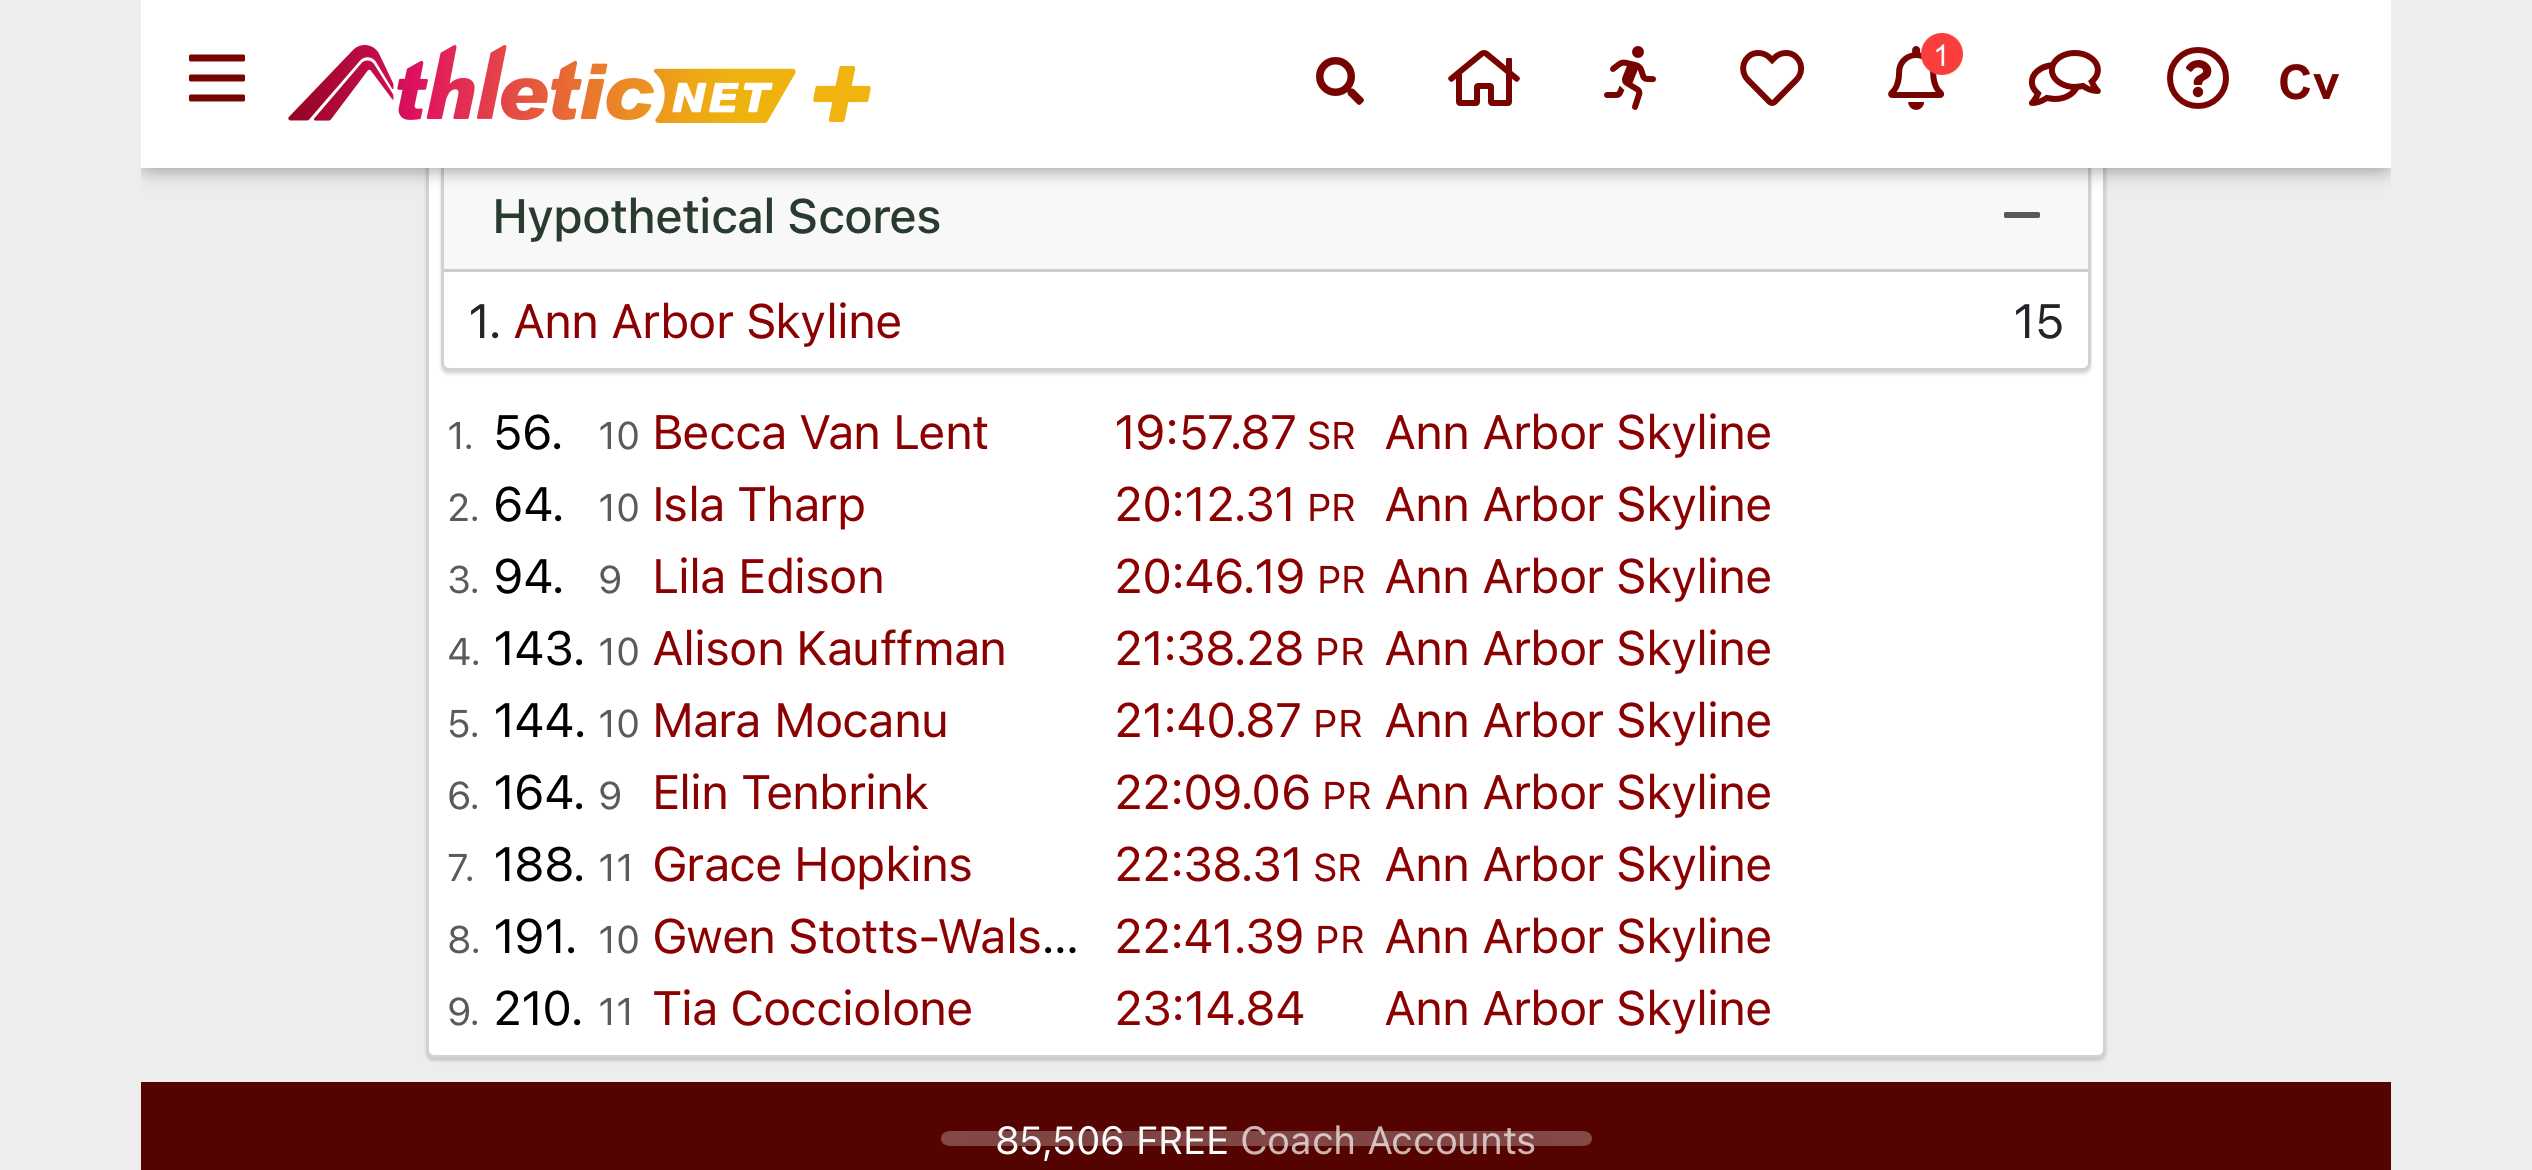 Athletic NET +
1
Cv
Hypothetical Scores
1. Ann Arbor Skyline 15
1. 56. 10 Becca Van Lent 19:57.87 SR Ann Arbor Skyline
2. 64. 10 Isla Tharp 20:12.31 PR Ann Arbor Skyline
3. 94. 9 Lila Edison 20:46.19 PR Ann Arbor Skyline
4. 143. 10 Alison Kauffman 21:38.28 PR Ann Arbor Skyline
5. 144. 10 Mara Mocanu 21:40.87 PR Ann Arbor Skyline
6. 164. 9 Elin Tenbrink 22:09.06 PR Ann Arbor Skyline
7. 188. 11 Grace Hopkins 22:38.31 SR Ann Arbor Skyline
8. 191. 10 Gwen Stotts-Wals... 22:41.39 PR Ann Arbor Skyline
9. 210. 11 Tia Cocciolone 23:14.84 Ann Arbor Skyline
85,506 FREE Coach Accounts